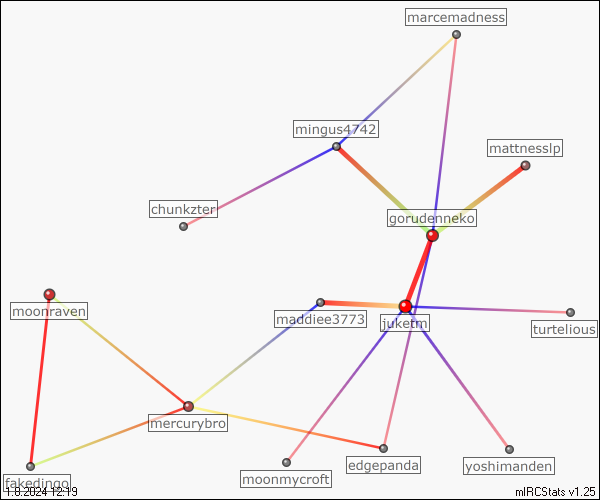 marcemadness
mingus4742
mattnesslp
chunkzter
gorudenneko
moonraven
maddiee3773
juketm
turtelious
mercurybro
edgepanda
yoshimanden
moonmycroft
fakedingo
1.8.2024 12:19
mIRCStats v1.25